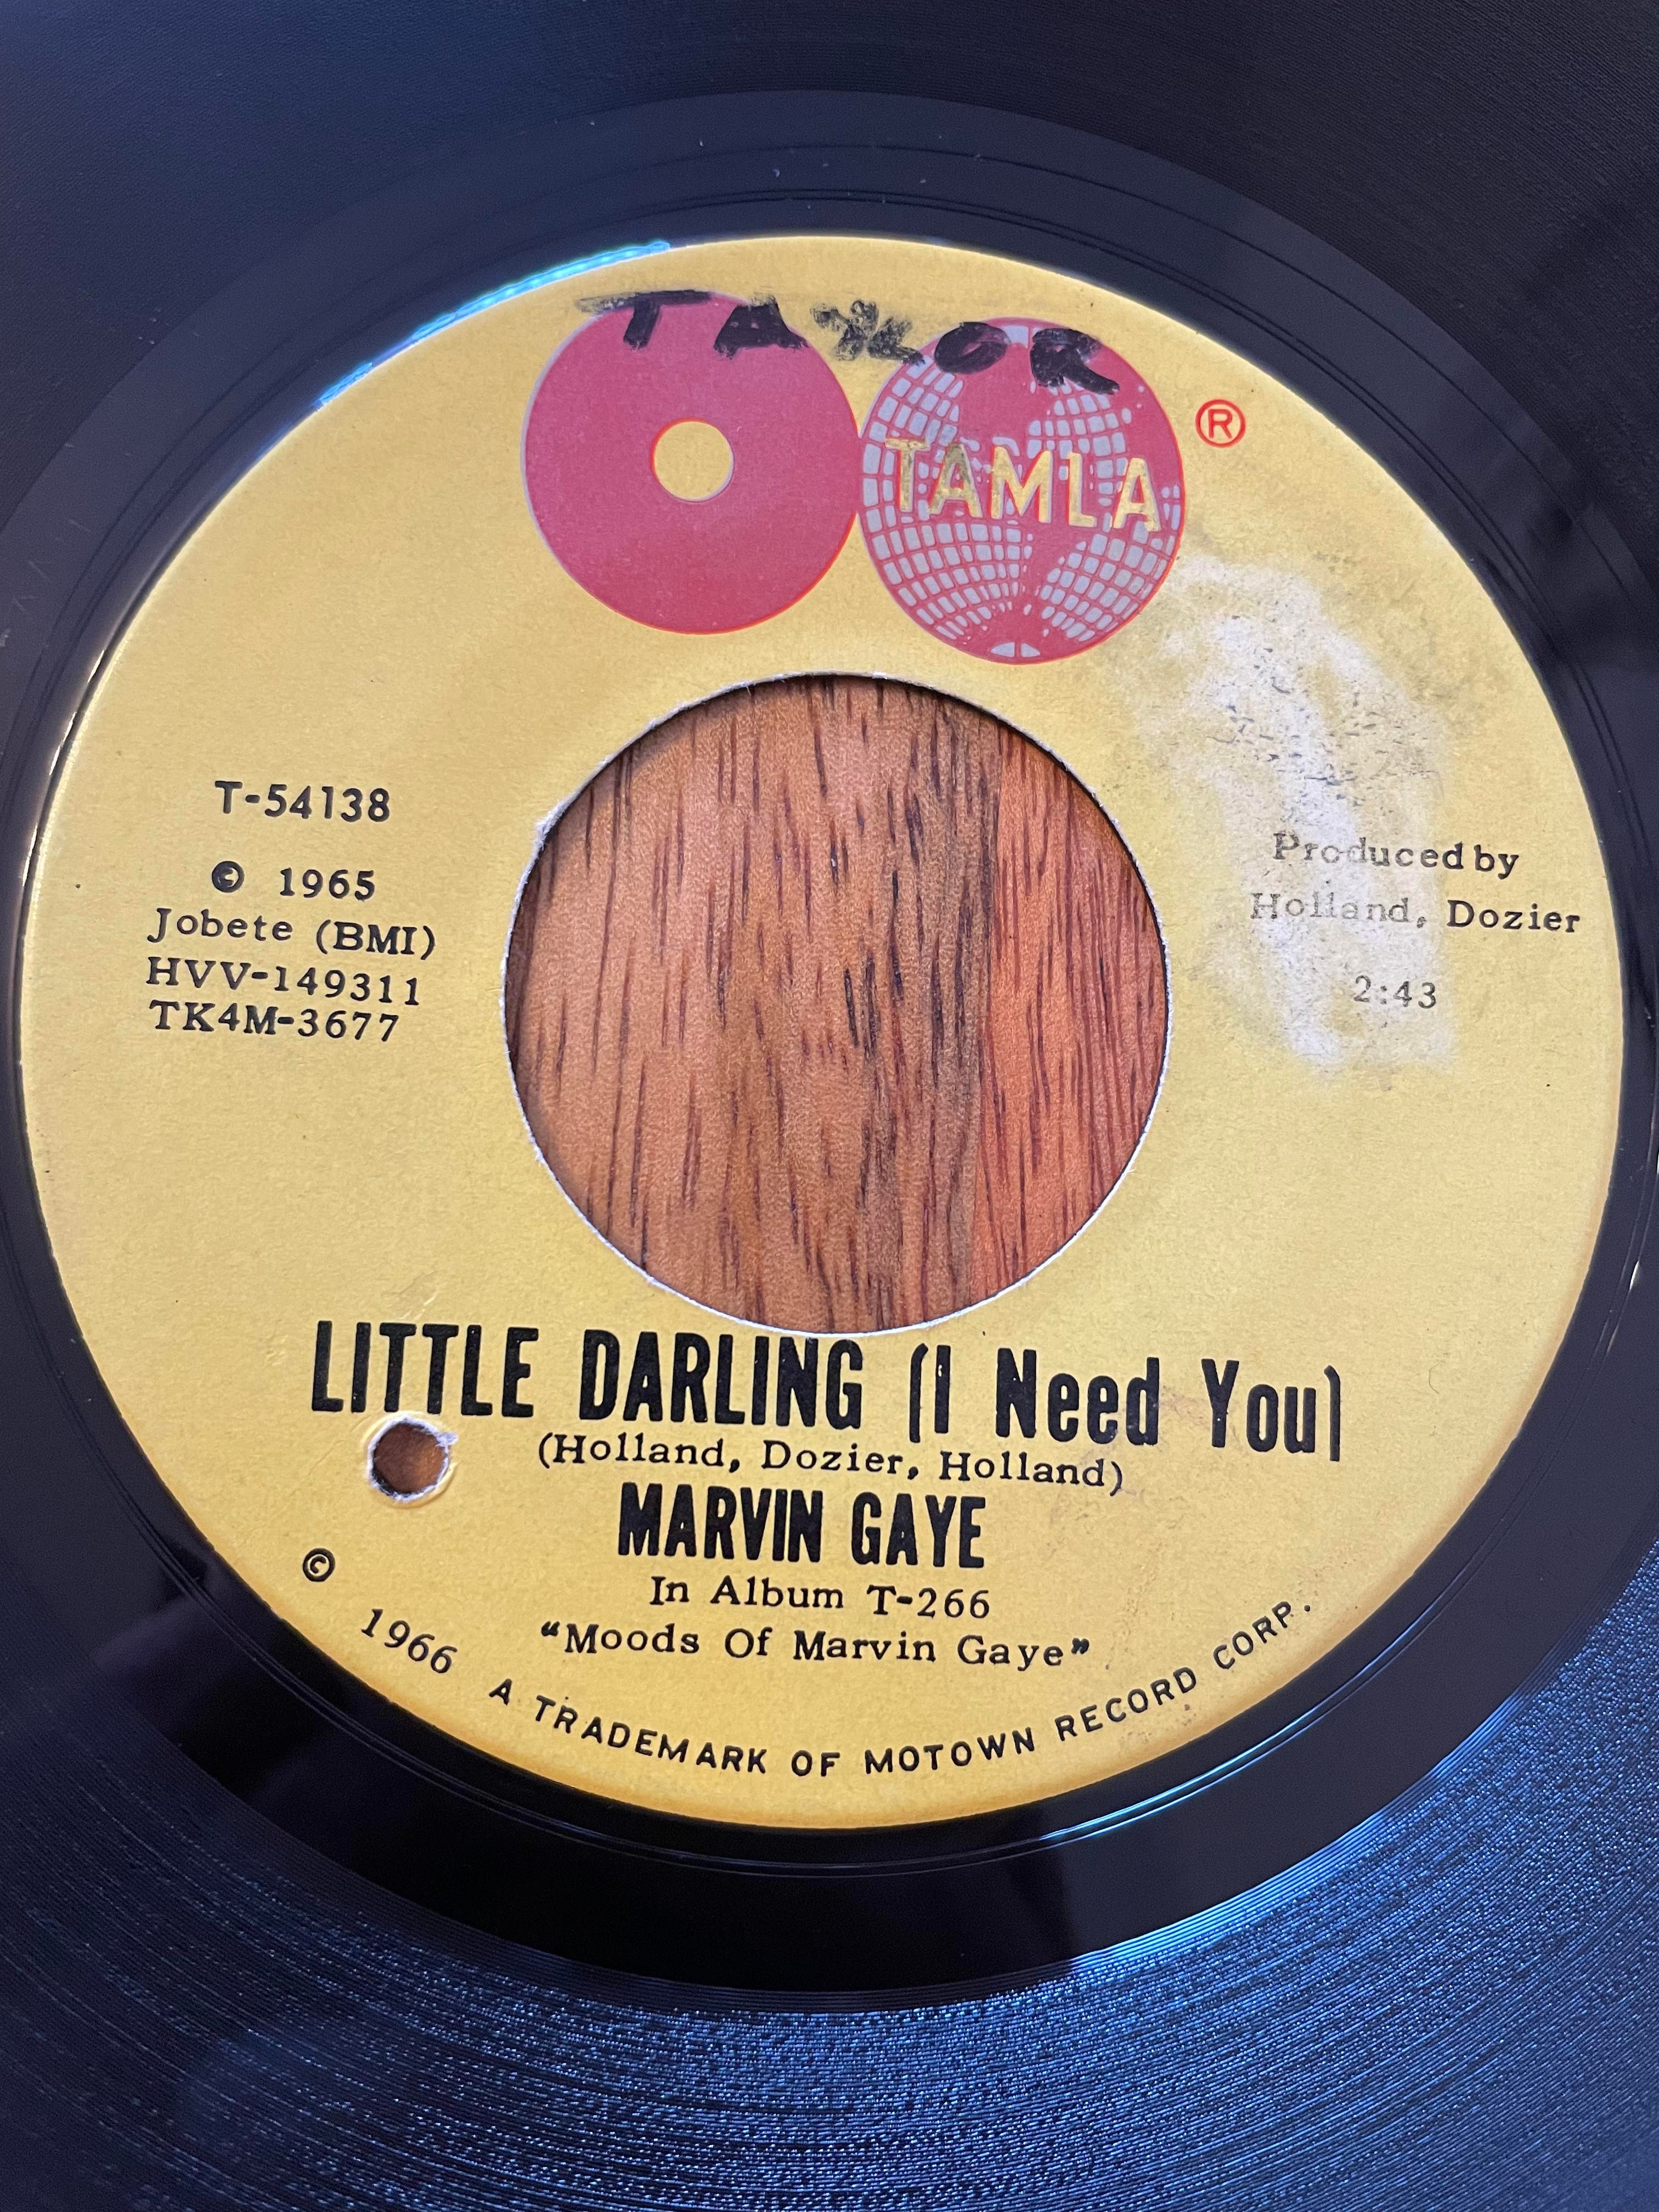 TAYLOR
TAMLA ®
T-54138
© 1965
Jobete (BMI)
HVV-149311
TK4M-3677
Produced by
Holland, Dozier
2:43
LITTLE DARLING (I Need You)
(Holland, Dozier, Holland)
MARVIN GAYE
In Album T-266
“Moods Of Marvin Gaye”
© 1966 A TRADEMARK OF MOTOWN RECORD CORP.